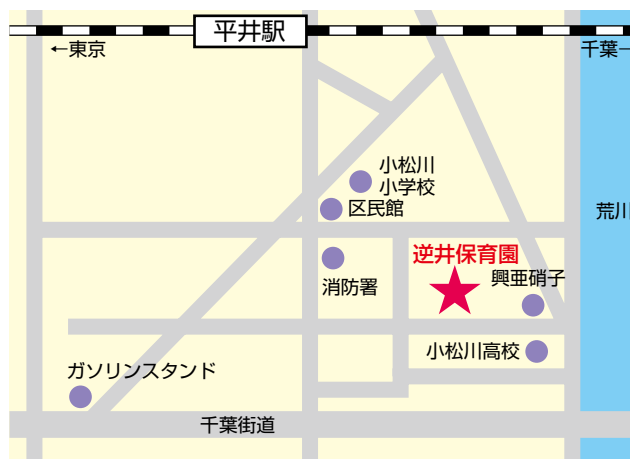 平井駅
←東京
千葉→
小松川
小学校
区民館
荒川
逆井保育園
興亜硝子
消防署
小松川高校
ガソリンスタンド
千葉街道